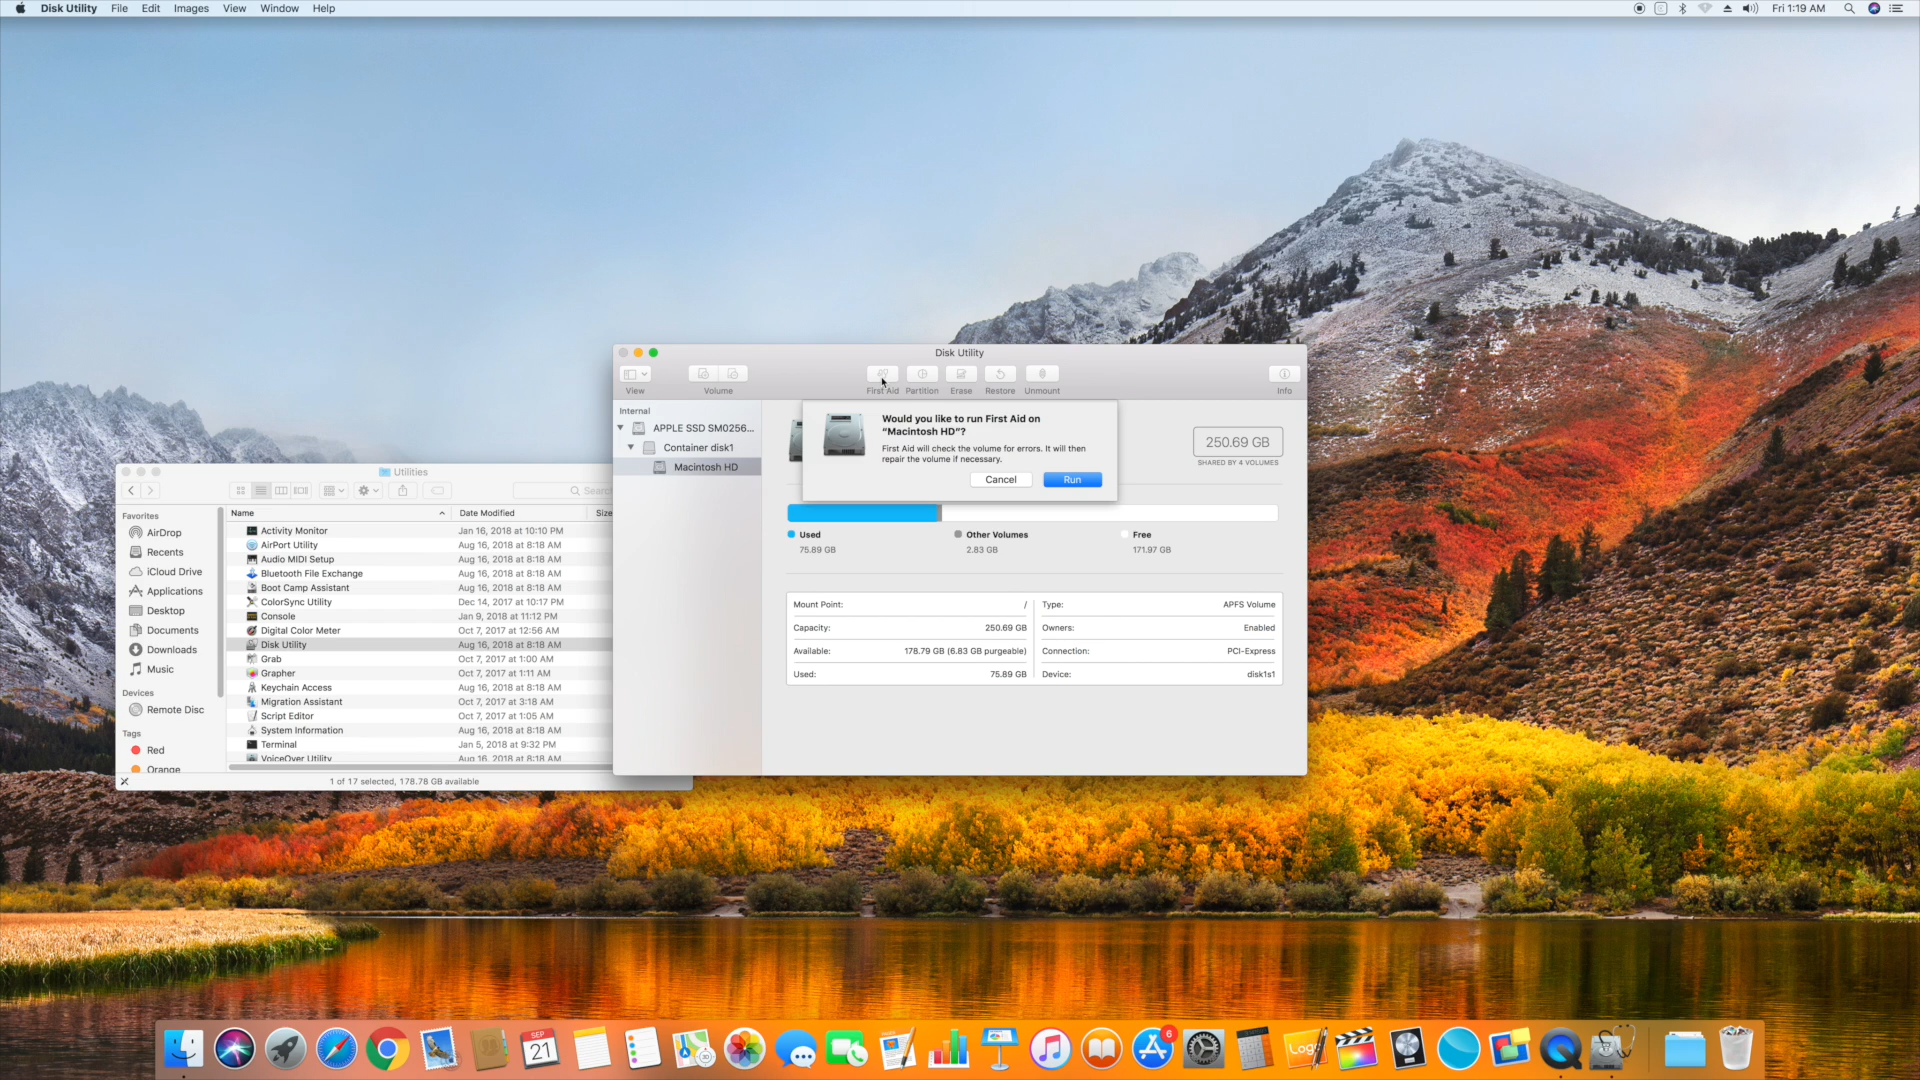 Disk Utility File Edit Images View Window Help
Fri 1:19 AM
Disk Utility
View
Volume
First Aid Partition Erase Restore Unmount
Info
Internal
APPLE SSD SM0256...
Container disk1
Macintosh HD
Would you like to run First Aid on
“Macintosh HD”?
First Aid will check the volume for errors. It will then
repair the volume if necessary.
Cancel Run
250.69 GB
SHARED BY 4 VOLUMES
Used
75.89 GB
Other Volumes
2.83 GB
Free
171.97 GB
Mount Point: /
Capacity: 250.69 GB
Available: 178.79 GB (6.83 GB purgeable)
Used: 75.89 GB
Type: APFS Volume
Owners: Enabled
Connection: PCI-Express
Device: disk1s1
Utilities
Search
Favorites
AirDrop
Recents
iCloud Drive
Applications
Desktop
Documents
Downloads
Music
Devices
Remote Disc
Tags
Red
Orange
Name Date Modified Size
Activity Monitor Jan 16, 2018 at 10:10 PM
AirPort Utility Aug 16, 2018 at 8:18 AM
Audio MIDI Setup Aug 16, 2018 at 8:18 AM
Bluetooth File Exchange Aug 16, 2018 at 8:18 AM
Boot Camp Assistant Aug 16, 2018 at 8:18 AM
ColorSync Utility Dec 14, 2017 at 10:17 PM
Console Jan 9, 2018 at 11:12 PM
Digital Color Meter Oct 7, 2017 at 12:56 AM
Disk Utility Aug 16, 2018 at 8:18 AM
Grab Oct 7, 2017 at 1:00 AM
Grapher Oct 7, 2017 at 1:11 AM
Keychain Access Aug 16, 2018 at 8:18 AM
Migration Assistant Oct 7, 2017 at 3:18 AM
Script Editor Oct 7, 2017 at 1:05 AM
System Information Aug 16, 2018 at 8:18 AM
Terminal Jan 5, 2018 at 9:32 PM
VoiceOver Utility Aug 16, 2018 at 8:18 AM
1 of 17 selected, 178.78 GB available
SEP
21
6
Logo